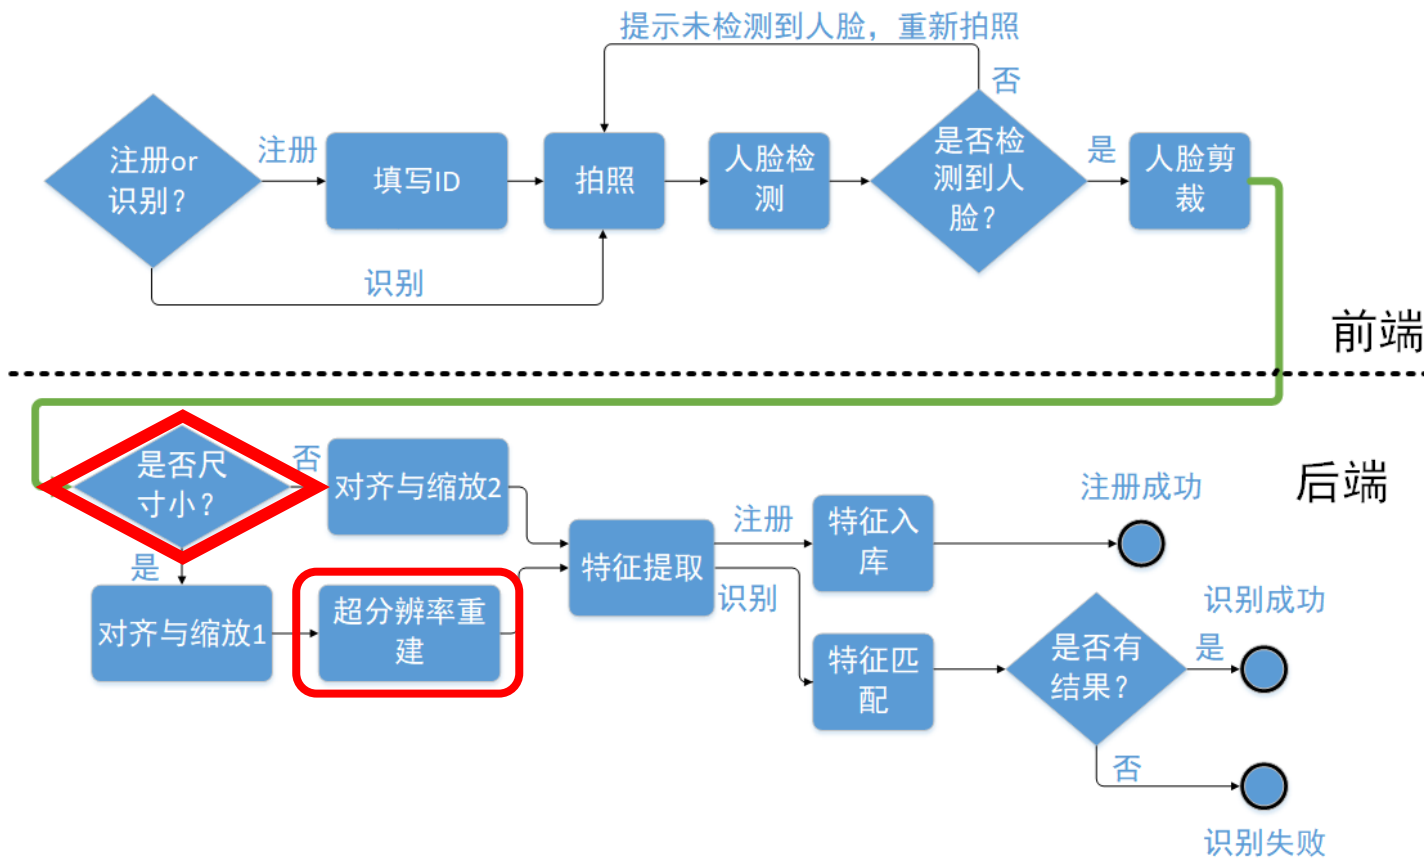 提示未检测到人脸，重新拍照
否
注册or
识别？
注册
填写ID
拍照
人脸检
测
是否检
测到人
脸？
是
人脸剪
裁
识别
前端
是否尺
寸小？
否
对齐与缩放2
后端
注册成功
注册
特征入
库
特征提取
是
对齐与缩放1
超分辨率重
建
识别
特征匹
配
是否有
结果？
是
识别成功
否
识别失败